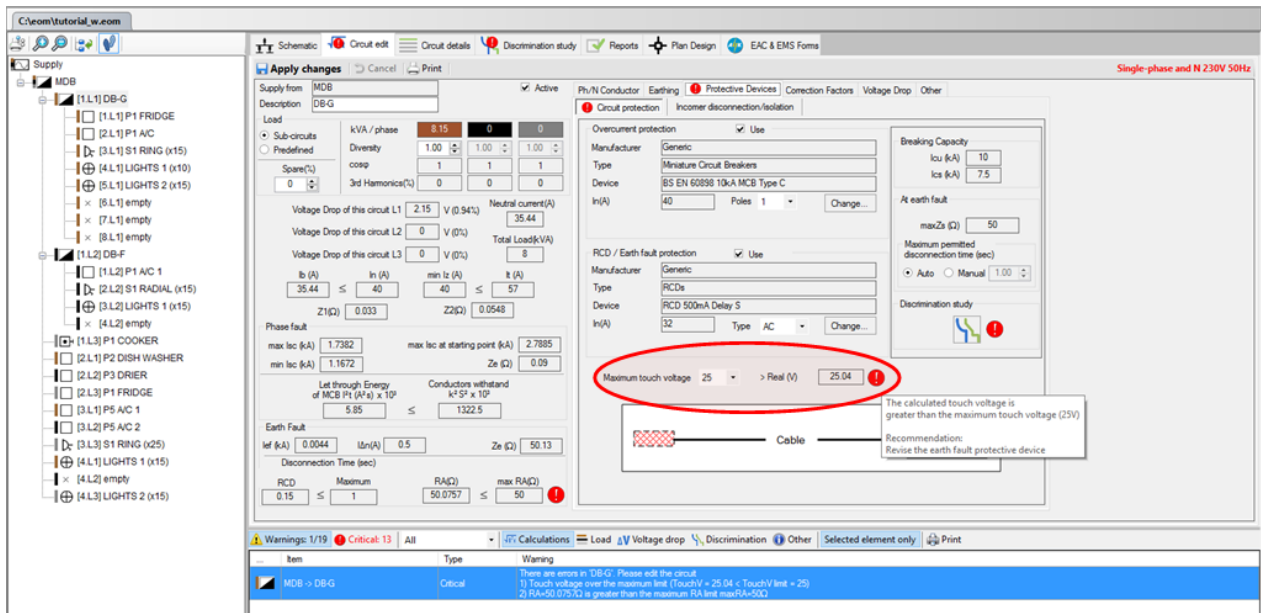 C:\eom\tutorial_w.eom
Schematic Circuit edit Circuit details Discrimination study Reports Plan Design EAC & EMS Forms
Supply
MDB
[1.L1] DB-G
[1.L1] P1 FRIDGE
[2.L1] P1 A/C
[3.L1] S1 RING (x15)
[4.L1] LIGHTS 1 (x10)
[5.L1] LIGHTS 2 (x15)
[6.L1] empty
[7.L1] empty
[8.L1] empty
[1.L2] DB-F
[1.L2] P1 A/C 1
[2.L2] S1 RADIAL (x15)
[3.L2] LIGHTS 1 (x15)
[4.L2] empty
[1.L3] P1 COOKER
[2.L1] P2 DISH WASHER
[2.L2] P3 DRIER
[2.L3] P1 FRIDGE
[3.L1] P5 A/C 1
[3.L2] P5 A/C 2
[3.L3] S1 RING (x25)
[4.L1] LIGHTS 1 (x15)
[4.L2] empty
[4.L3] LIGHTS 2 (x15)
Apply changes Cancel Print
Single-phase and N 230V 50Hz
Supply from MDB Active
Description DB-G
Load
Sub-circuits
Predefined
Spare(%)
0
kVA / phase 8.15 0 0
Diversity 1.00 1.00 1.00
cosφ 1 1 1
3rd Harmonics(%) 0 0 0
Voltage Drop of this circuit L1 2.15 V (0.94%)
Voltage Drop of this circuit L2 0 V (0%)
Voltage Drop of this circuit L3 0 V (0%)
Neutral current(A)
35.44
Total Load(kVA)
8
Ib (A) In (A) min Iz (A) It (A)
35.44 ≤ 40 40 ≤ 57
Z1(Ω) 0.033 Z2(Ω) 0.0548
Phase fault
max Isc (kA) 1.7382 max Isc at starting point (kA) 2.7885
min Isc (kA) 1.1672 Ze (Ω) 0.09
Let through Energy Conductors withstand
of MCB I²t (A²s) x 10³ k² S² x 10³
5.85 ≤ 1322.5
Earth Fault
Ief (kA) 0.0044 IΔn(A) 0.5 Ze (Ω) 50.13
Disconnection Time (sec)
RCD Maximum RA(Ω) max RA(Ω)
0.15 ≤ 1 50.0757 ≤ 50
Ph/N Conductor Earthing Protective Devices Correction Factors Voltage Drop Other
Circuit protection Incomer disconnection/isolation
Overcurrent protection Use
Manufacturer Generic
Type Miniature Circuit Breakers
Device BS EN 60898 10kA MCB Type C
In(A) 40 Poles 1 Change...
RCD / Earth fault protection Use
Manufacturer Generic
Type RCDs
Device RCD 500mA Delay S
In(A) 32 Type AC Change...
Breaking Capacity
Icu (kA) 10
Ics (kA) 7.5
At earth fault
maxZs (Ω) 50
Maximum permitted
disconnection time (sec)
Auto Manual 1.00
Discrimination study
Maximum touch voltage 25 > Real (V) 25.04
The calculated touch voltage is
greater than the maximum touch voltage (25V)
Recommendation:
Revise the earth fault protective device
Cable
Warnings: 1/19 Critical: 13 All Calculations Load ΔV Voltage drop Discrimination Other Selected element only Print
... Item Type Warning
MDB -> DB-G Critical
There are errors in 'DB-G'. Please edit the circuit
1) Touch voltage over the maximum limit (TouchV = 25.04 < TouchV limit = 25)
2) RA=50.0757Ω is greater than the maximum RA limit maxRA=50Ω